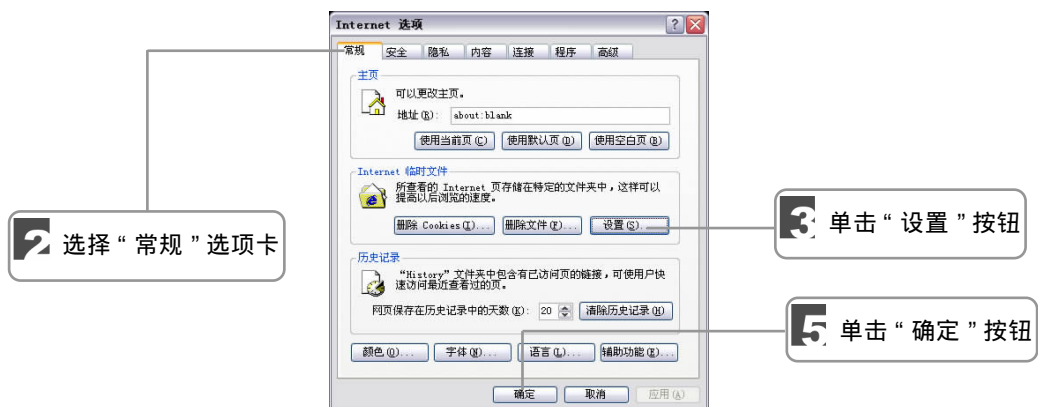 Internet 选项
常规 安全 隐私 内容 连接 程序 高级
主页
可以更改主页。
地址(R): about:blank
使用当前页(C) 使用默认页(D) 使用空白页(B)
Internet 临时文件
所查看的 Internet 页存储在特定的文件夹中，这样可以
提高以后浏览的速度。
删除 Cookies(I)... 删除文件(F)... 设置(S)...
2 选择“常规”选项卡
3 单击“设置”按钮
历史记录
“History”文件夹中包含有已访问页的链接，可使用户快
速访问最近查看过的页。
网页保存在历史记录中的天数(K): 20 清除历史记录(H)
5 单击“确定”按钮
颜色(O)... 字体(N)... 语言(L)... 辅助功能(E)...
确定 取消 应用(A)